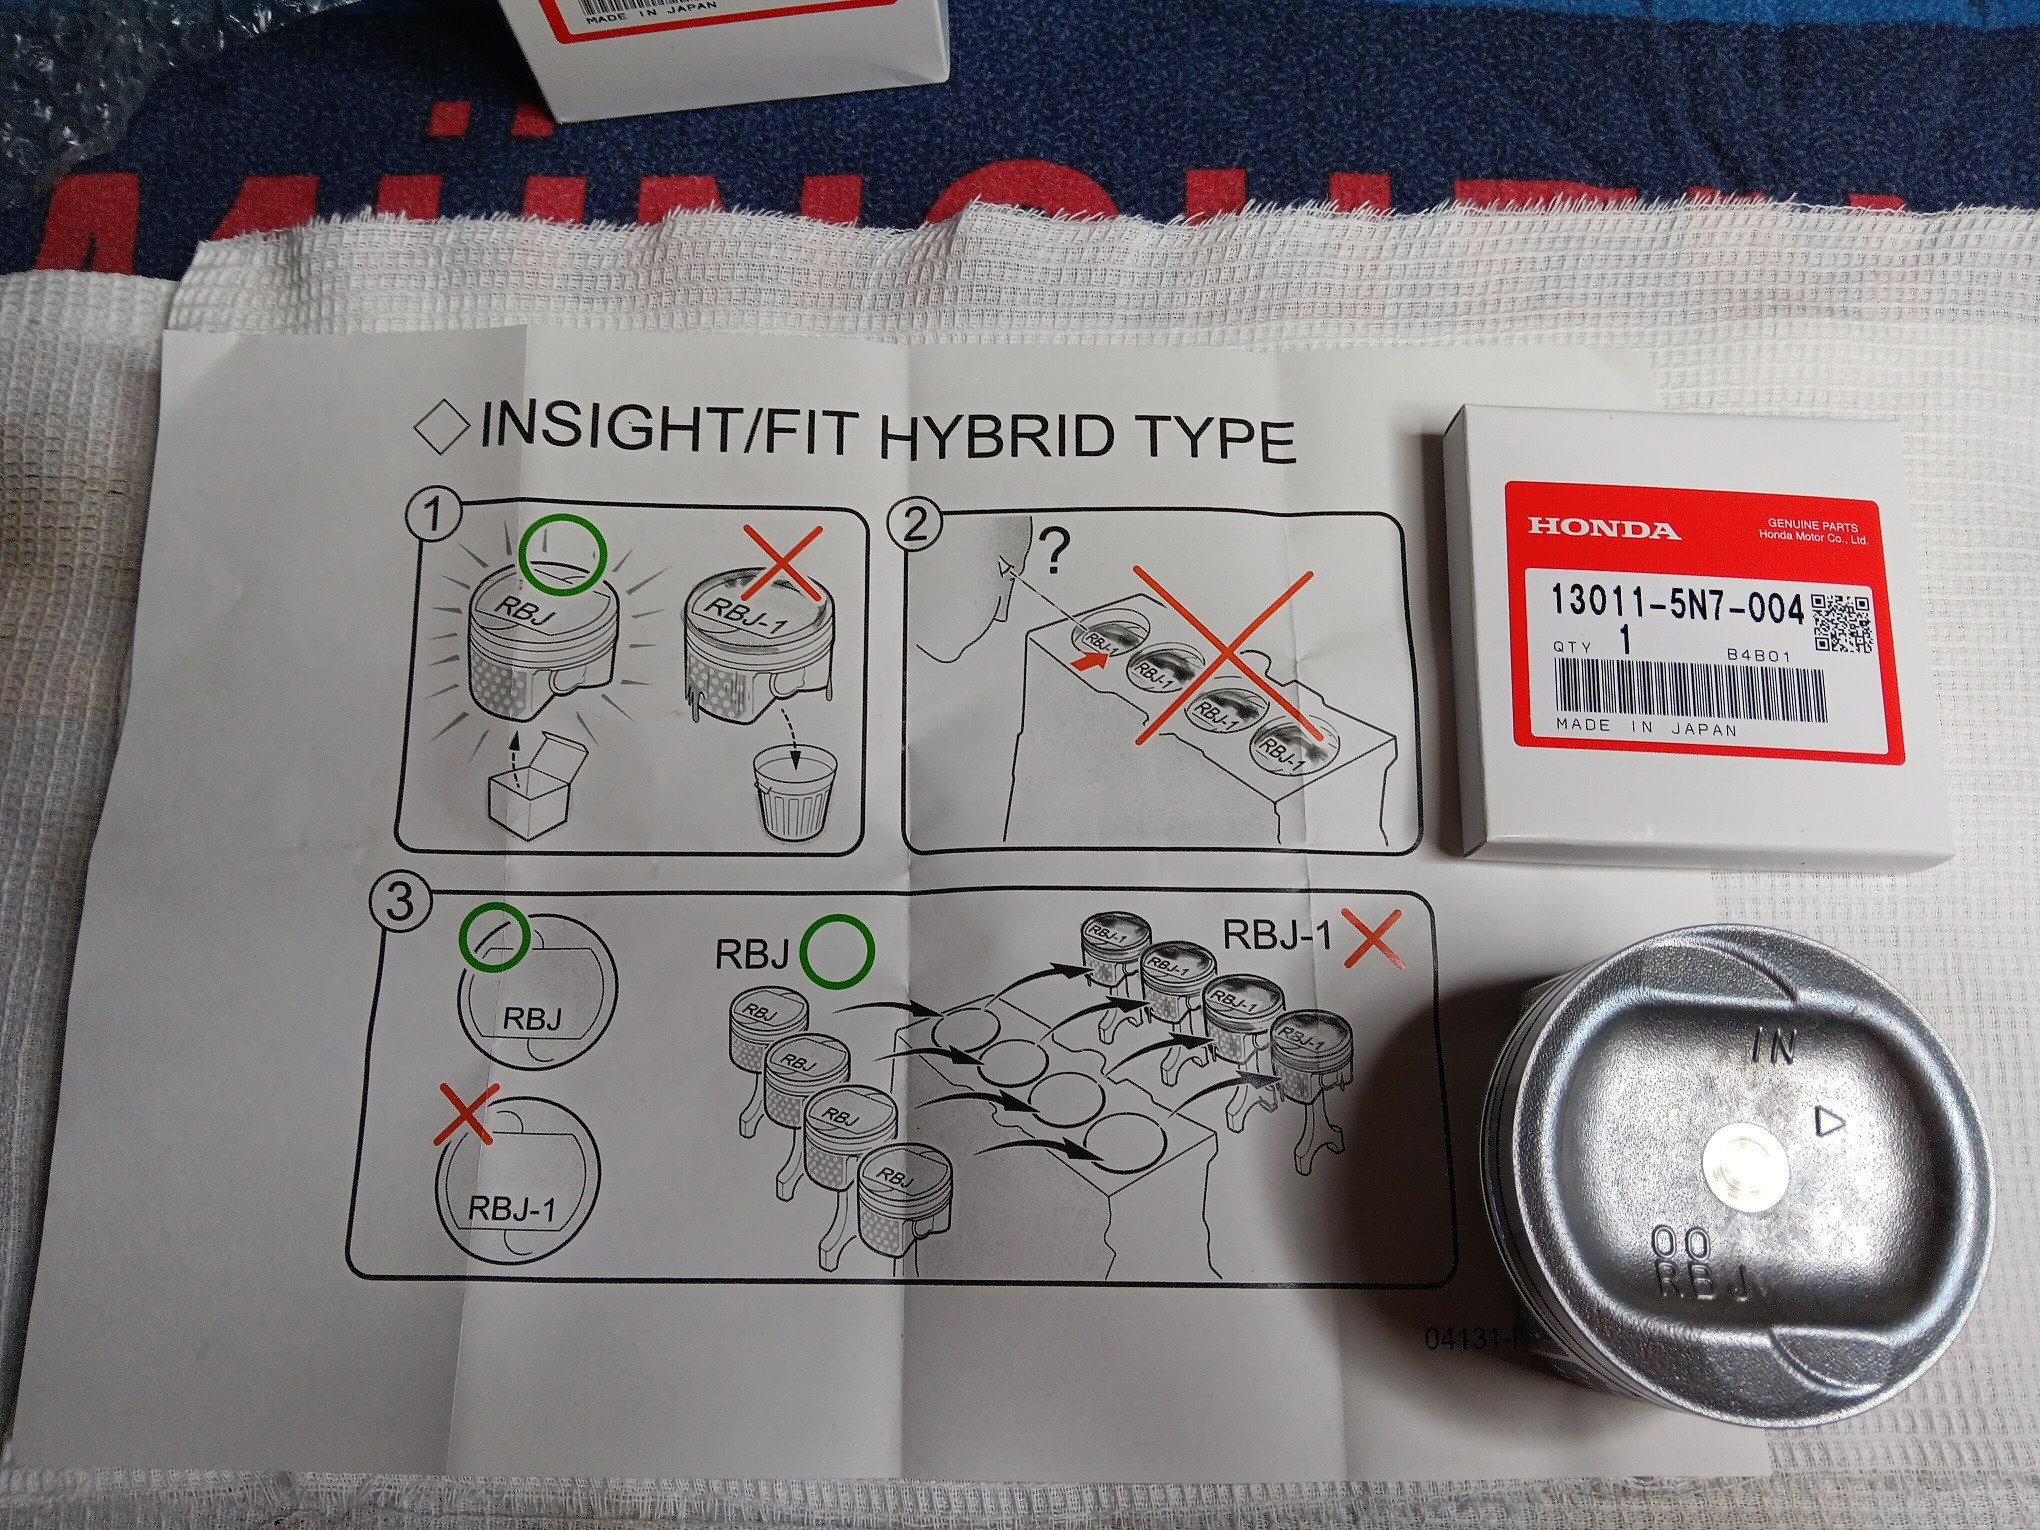 MADE IN JAPAN
◇INSIGHT/FIT HYBRID TYPE
1
RBJ
RBJ-1
2
?
RBJ-1
RBJ-1
RBJ-1
RBJ-1
3
RBJ
RBJ-1
RBJ
RBJ
RBJ
RBJ
RBJ
RBJ-1
RBJ-1
RBJ-1
RBJ-1
RBJ-1
04131-
HONDA
GENUINE PARTS
Honda Motor Co., Ltd.
13011-5N7-004
QTY 1 B4B01
MADE IN JAPAN
IN
00
RBJ